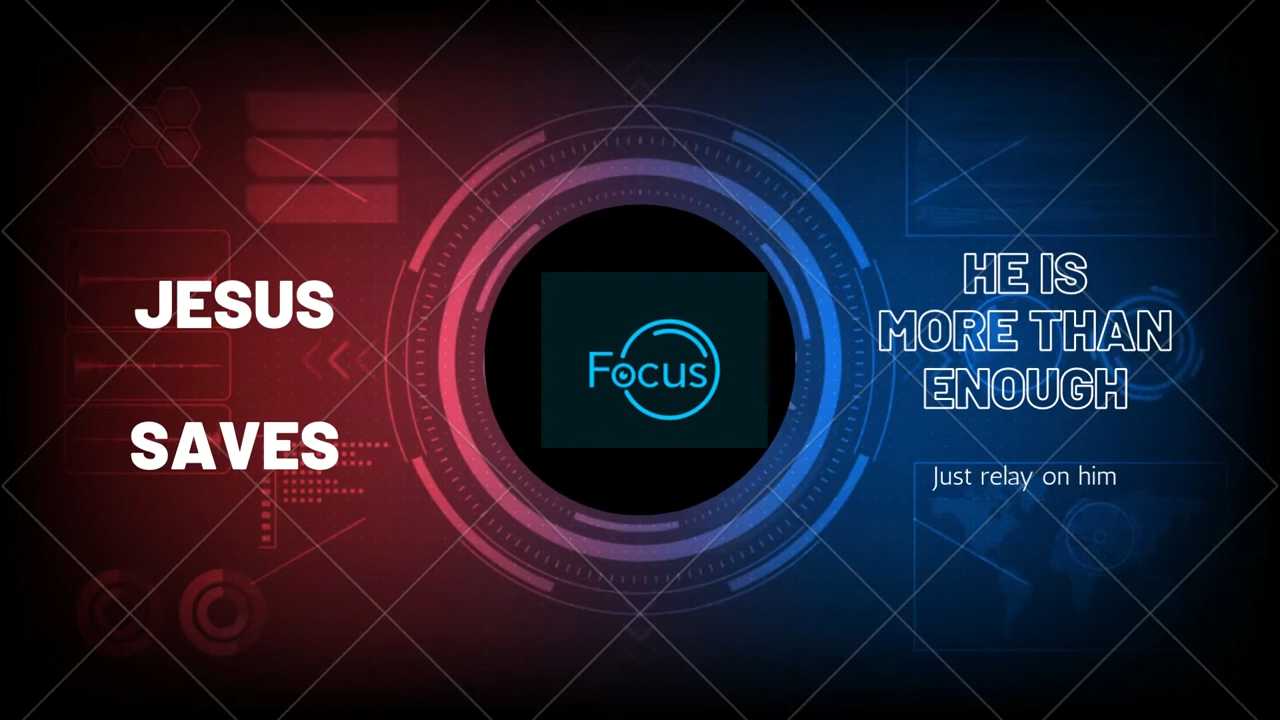 JESUS
SAVES
Focus
HE IS
MORE THAN
ENOUGH
Just relay on him